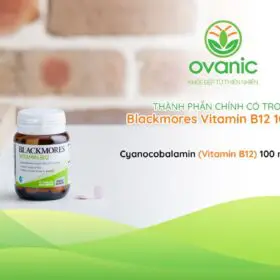 ovanic
KHỎE ĐẸP TỪ THIÊN NHIÊN
THÀNH PHẦN CHÍNH CÓ TRO
Blackmores Vitamin B12 10
Cyanocobalamin (Vitamin B12) 100 m
BLACKMORES
VITAMIN B12